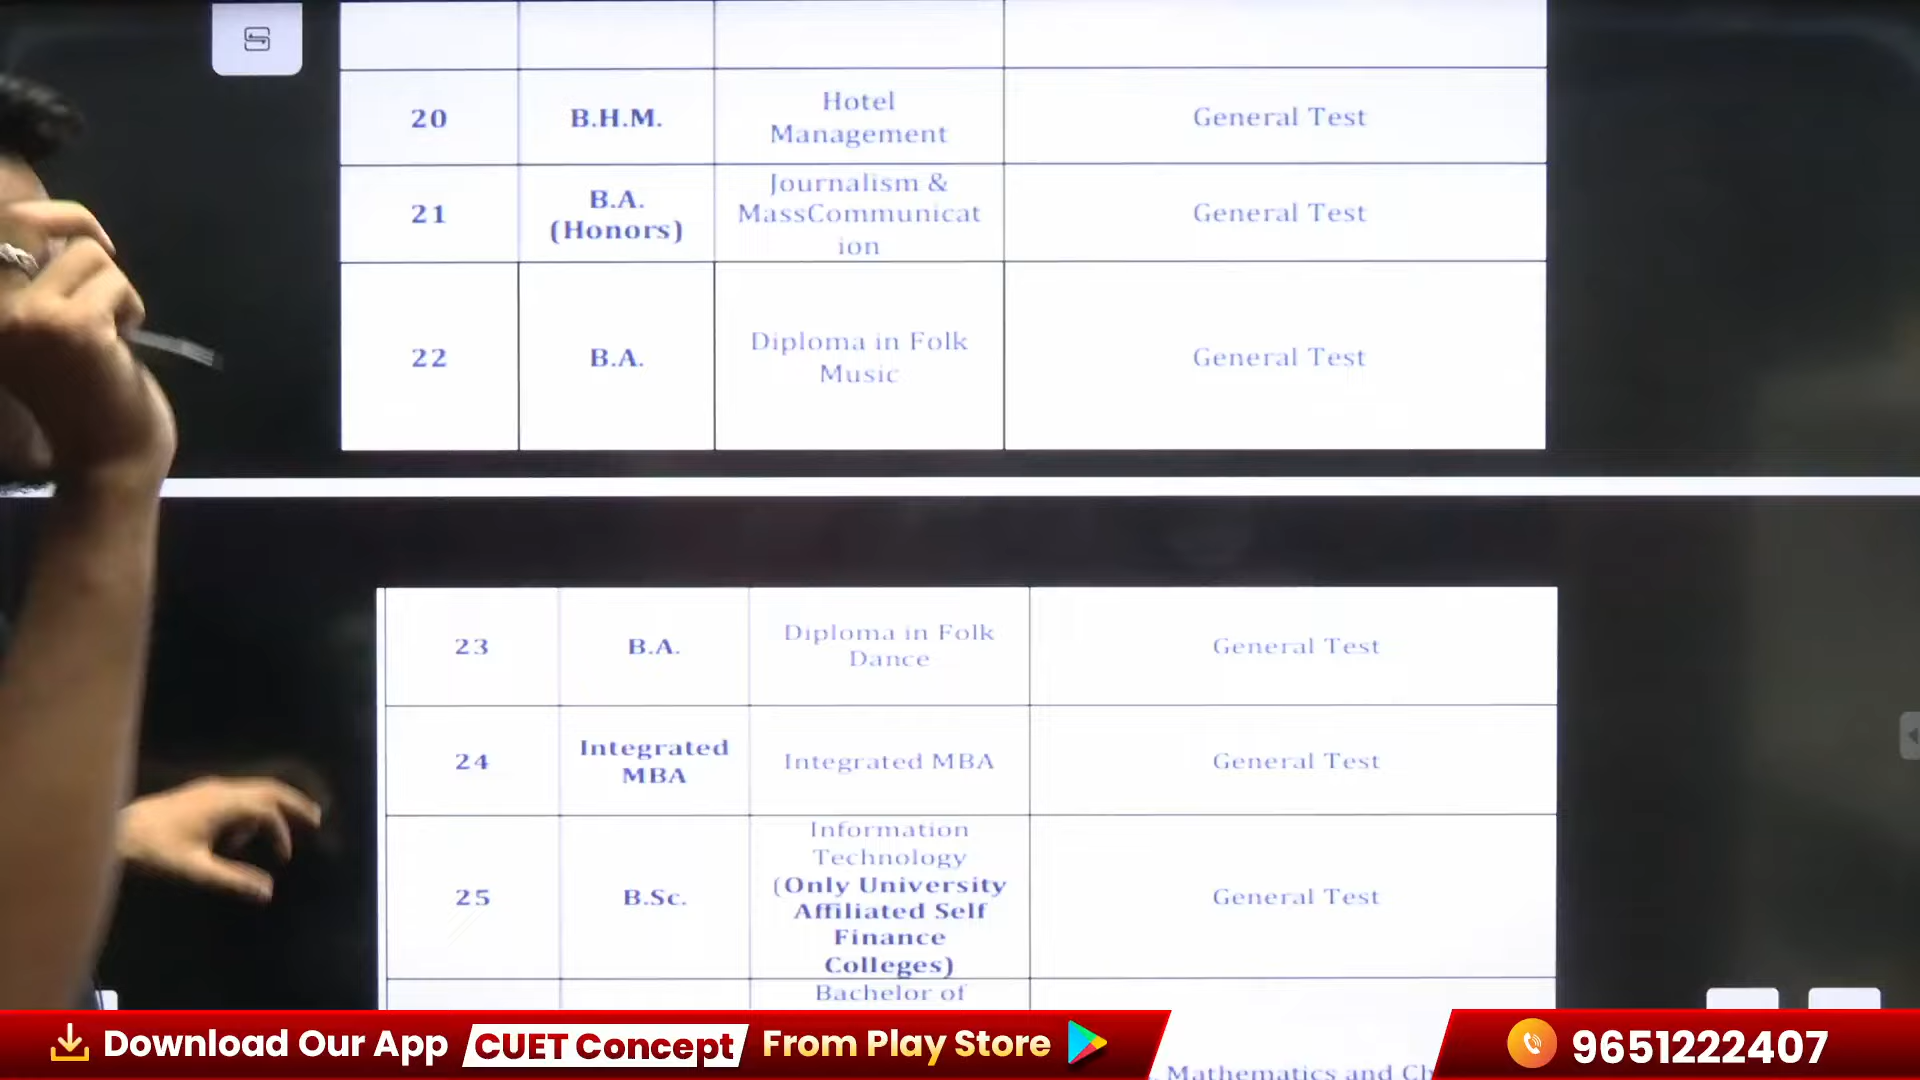 20 B.H.M. Hotel Management General Test
21 B.A. (Honors) Journalism & MassCommunicat ion General Test
22 B.A. Diploma in Folk Music General Test
23 B.A. Diploma in Folk Dance General Test
24 Integrated MBA Integrated MBA General Test
25 B.Sc. Information Technology (Only University Affiliated Self Finance Colleges) General Test
Bachelor of
Mathematics and
Download Our App CUET Concept From Play Store
9651222407